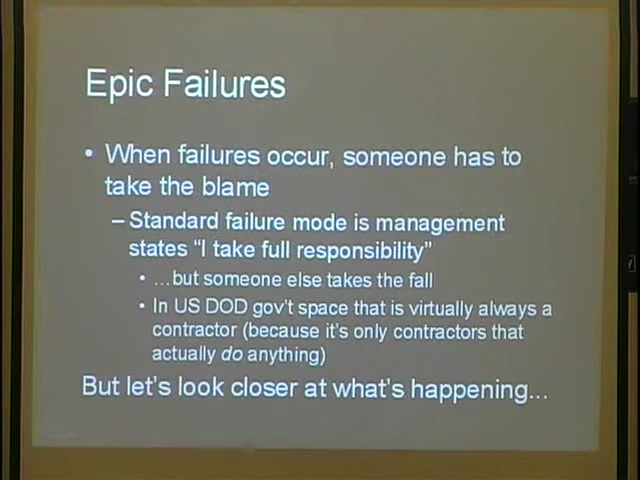 Epic Failures
• When failures occur, someone has to
take the blame
– Standard failure mode is management
states “I take full responsibility”
• …but someone else takes the fall
• In US DOD gov't space that is virtually always a
contractor (because it's only contractors that
actually do anything)
But let's look closer at what's happening...